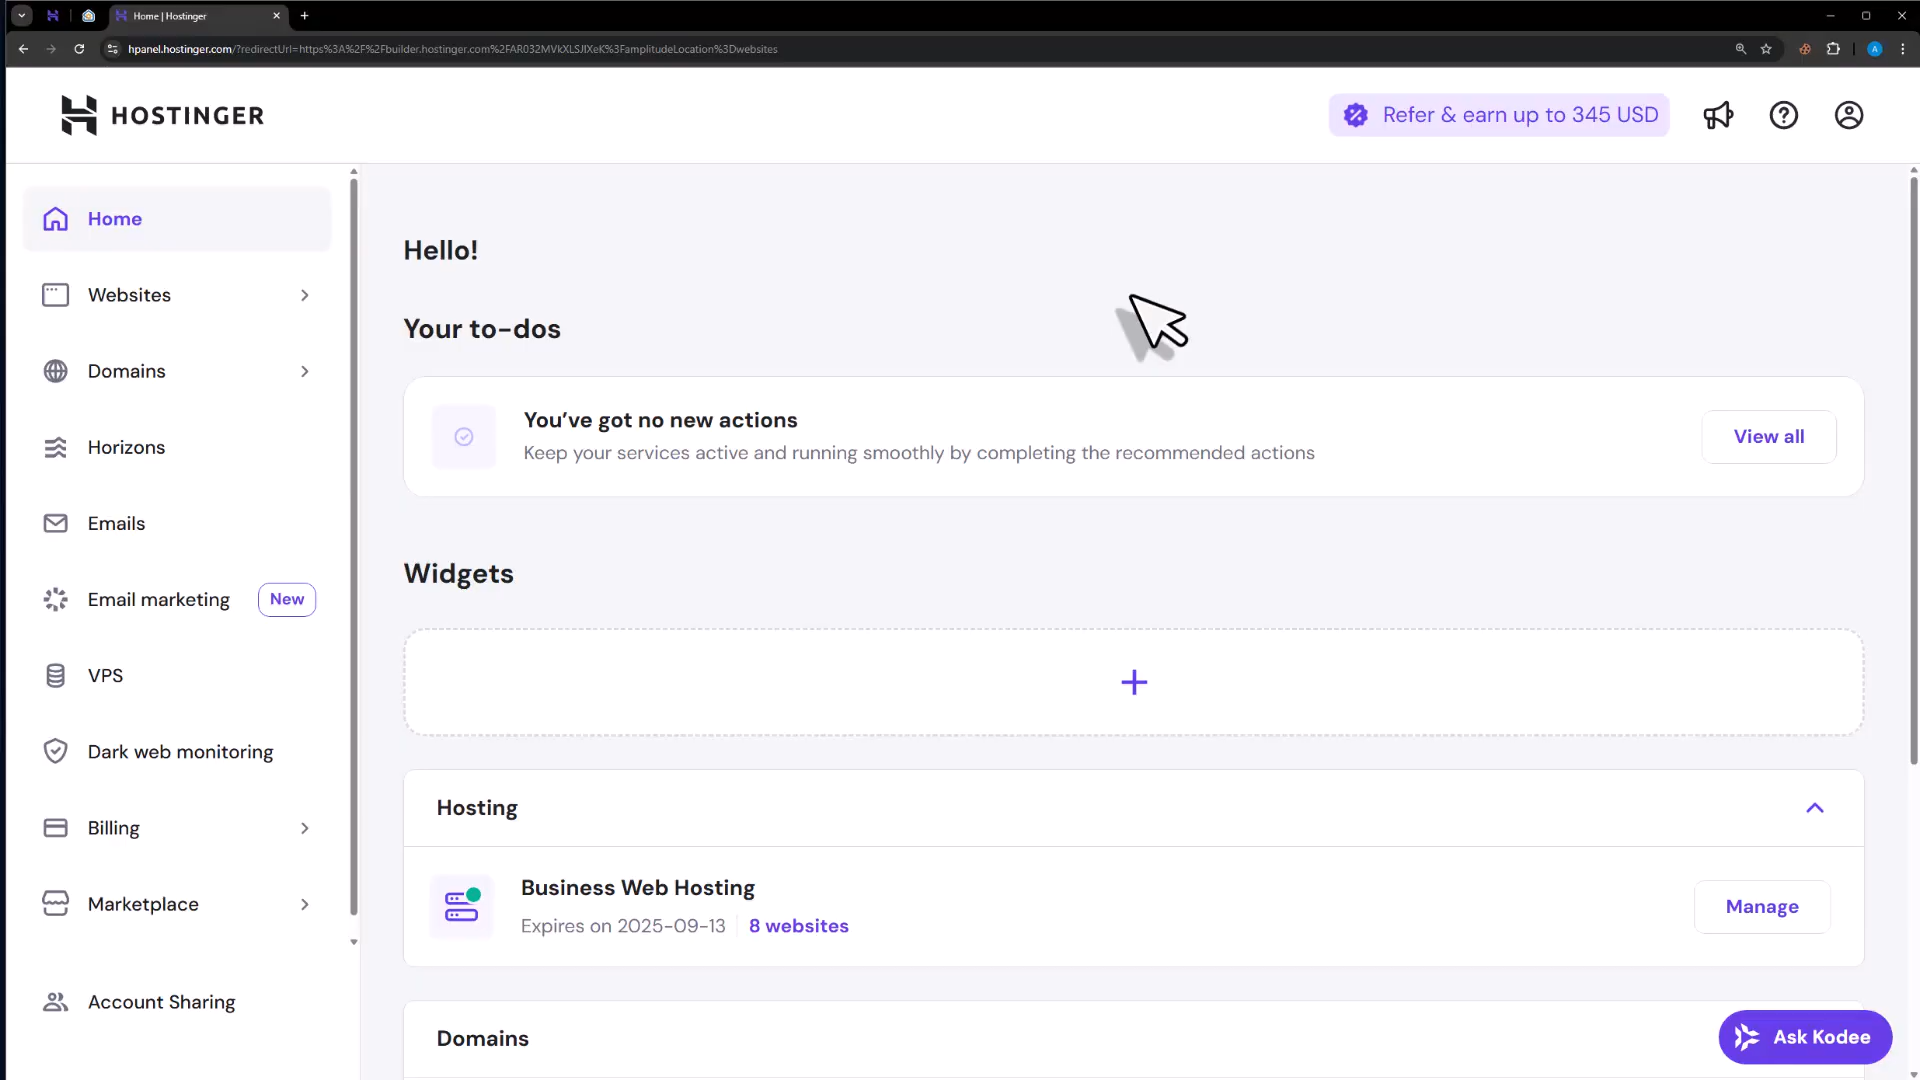 Home | Hostinger
hpanel.hostinger.com/?redirectUrl=https%3A%2F%2Fbuilder.hostinger.com%2FAR032MVkXLSJlXeK%3FamplitudeLocation%3Dwebsites
A
HOSTINGER
Refer & earn up to 345 USD
Home
Websites
Domains
Horizons
Emails
Email marketing New
VPS
Dark web monitoring
Billing
Marketplace
Account Sharing
Hello!
Your to-dos
You've got no new actions
Keep your services active and running smoothly by completing the recommended actions
View all
Widgets
Hosting
Business Web Hosting
Expires on 2025-09-13 8 websites
Manage
Domains
Ask Kodee